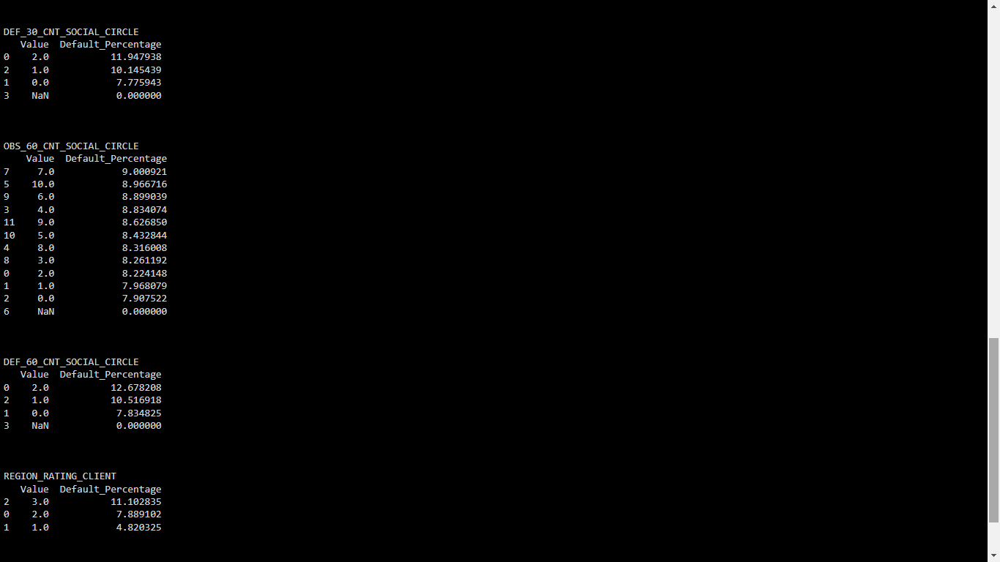 DEF_30_CNT_SOCIAL_CIRCLE
   Value  Default_Percentage
0    2.0           11.947938
2    1.0           10.145439
1    0.0            7.775943
3    NaN            0.000000
OBS_60_CNT_SOCIAL_CIRCLE
    Value  Default_Percentage
7     7.0            9.000921
5    10.0            8.966716
9     6.0            8.899039
3     4.0            8.834074
11    9.0            8.626850
10    5.0            8.432844
4     8.0            8.316008
8     3.0            8.261192
0     2.0            8.224148
1     1.0            7.968079
2     0.0            7.907522
6     NaN            0.000000
DEF_60_CNT_SOCIAL_CIRCLE
   Value  Default_Percentage
0    2.0           12.678208
2    1.0           10.516918
1    0.0            7.834825
3    NaN            0.000000
REGION_RATING_CLIENT
   Value  Default_Percentage
2    3.0           11.102835
0    2.0            7.889102
1    1.0            4.820325